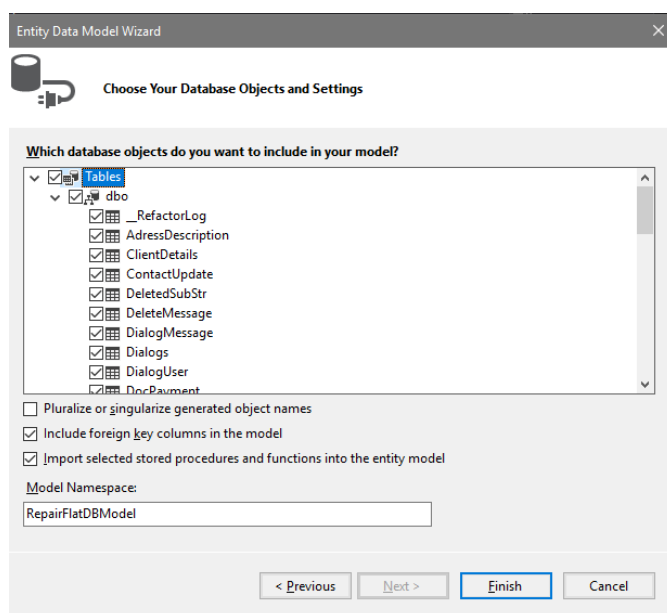 Entity Data Model Wizard
Choose Your Database Objects and Settings
Which database objects do you want to include in your model?
Tables
dbo
__RefactorLog
AdressDescription
ClientDetails
ContactUpdate
DeletedSubStr
DeleteMessage
DialogMessage
Dialogs
DialogUser
DocPayment
Pluralize or singularize generated object names
Include foreign key columns in the model
Import selected stored procedures and functions into the entity model
Model Namespace:
RepairFlatDBModel
< Previous Next > Finish Cancel